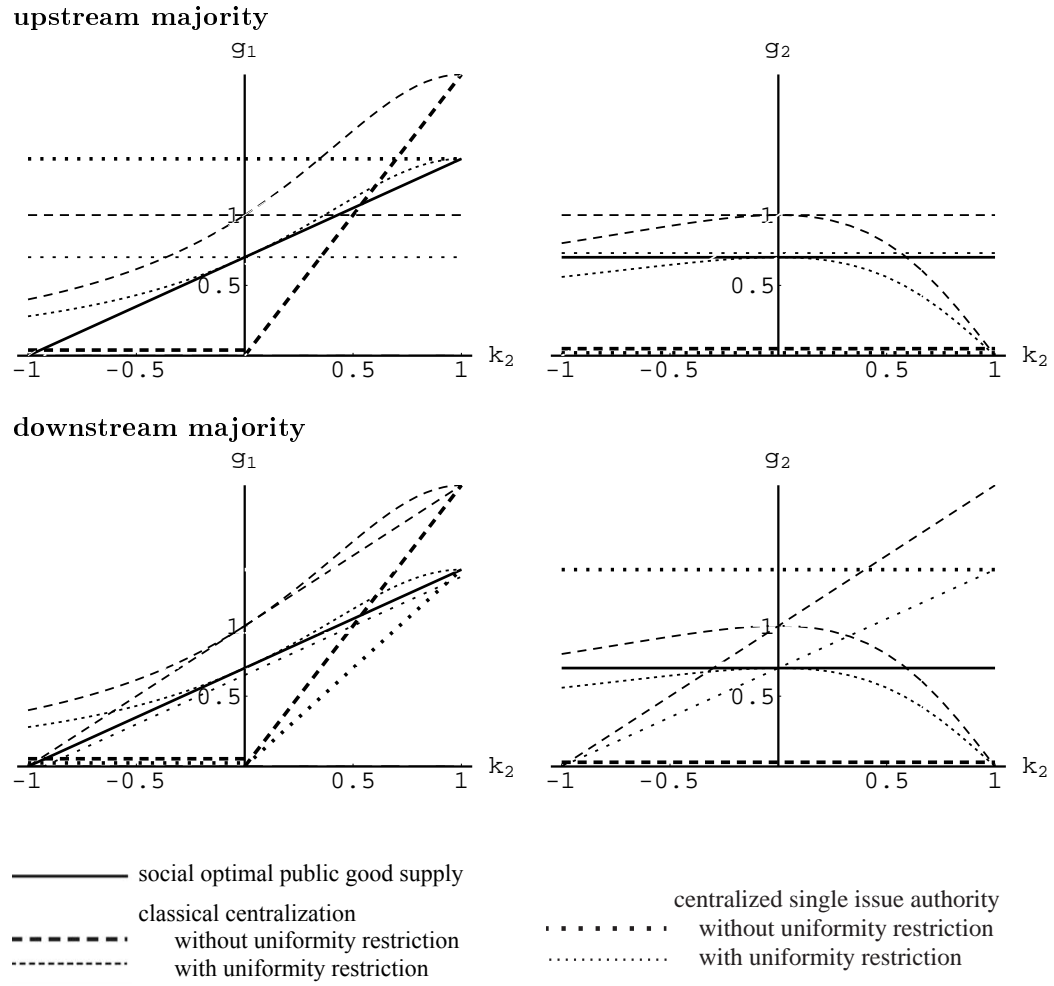 upstream majority
g1
g2
1
1
0.5
0.5
-1 -0.5 0.5 1 k2
-1 -0.5 0.5 1 k2
downstream majority
g1
g2
1
1
0.5
0.5
-1 -0.5 0.5 1 k2
-1 -0.5 0.5 1 k2
social optimal public good supply
classical centralization
without uniformity restriction
with uniformity restriction
centralized single issue authority
without uniformity restriction
with uniformity restriction